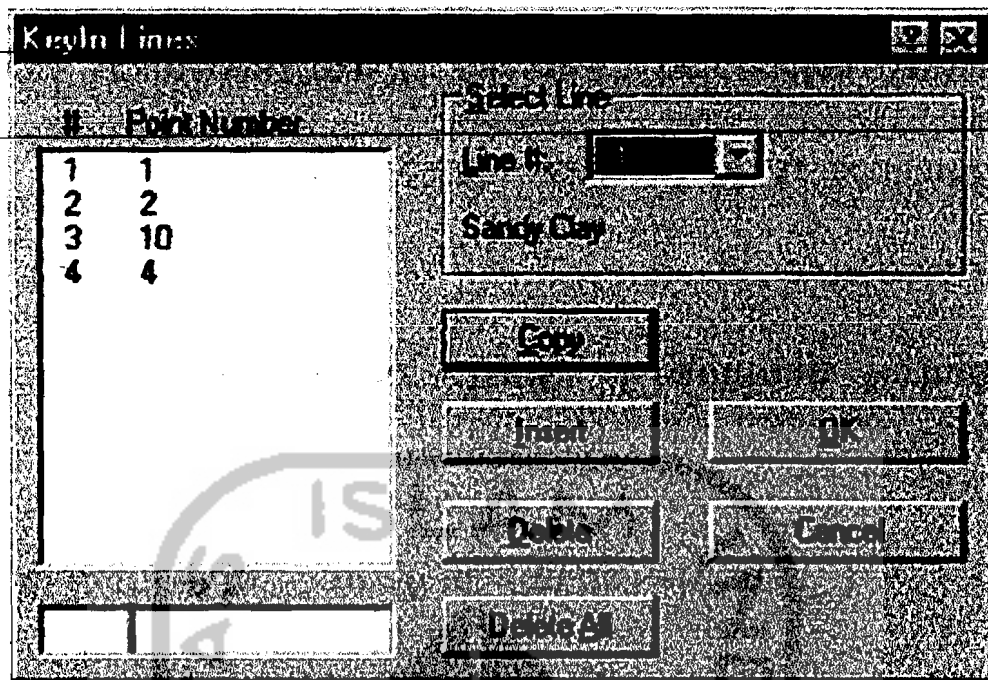 KeyIn Lines
# Point Number
1 1
2 2
3 10
4 4
Select Line
Line #:
Sandy Clay
Copy
Insert
OK
Delete
Cancel
Delete All
IS